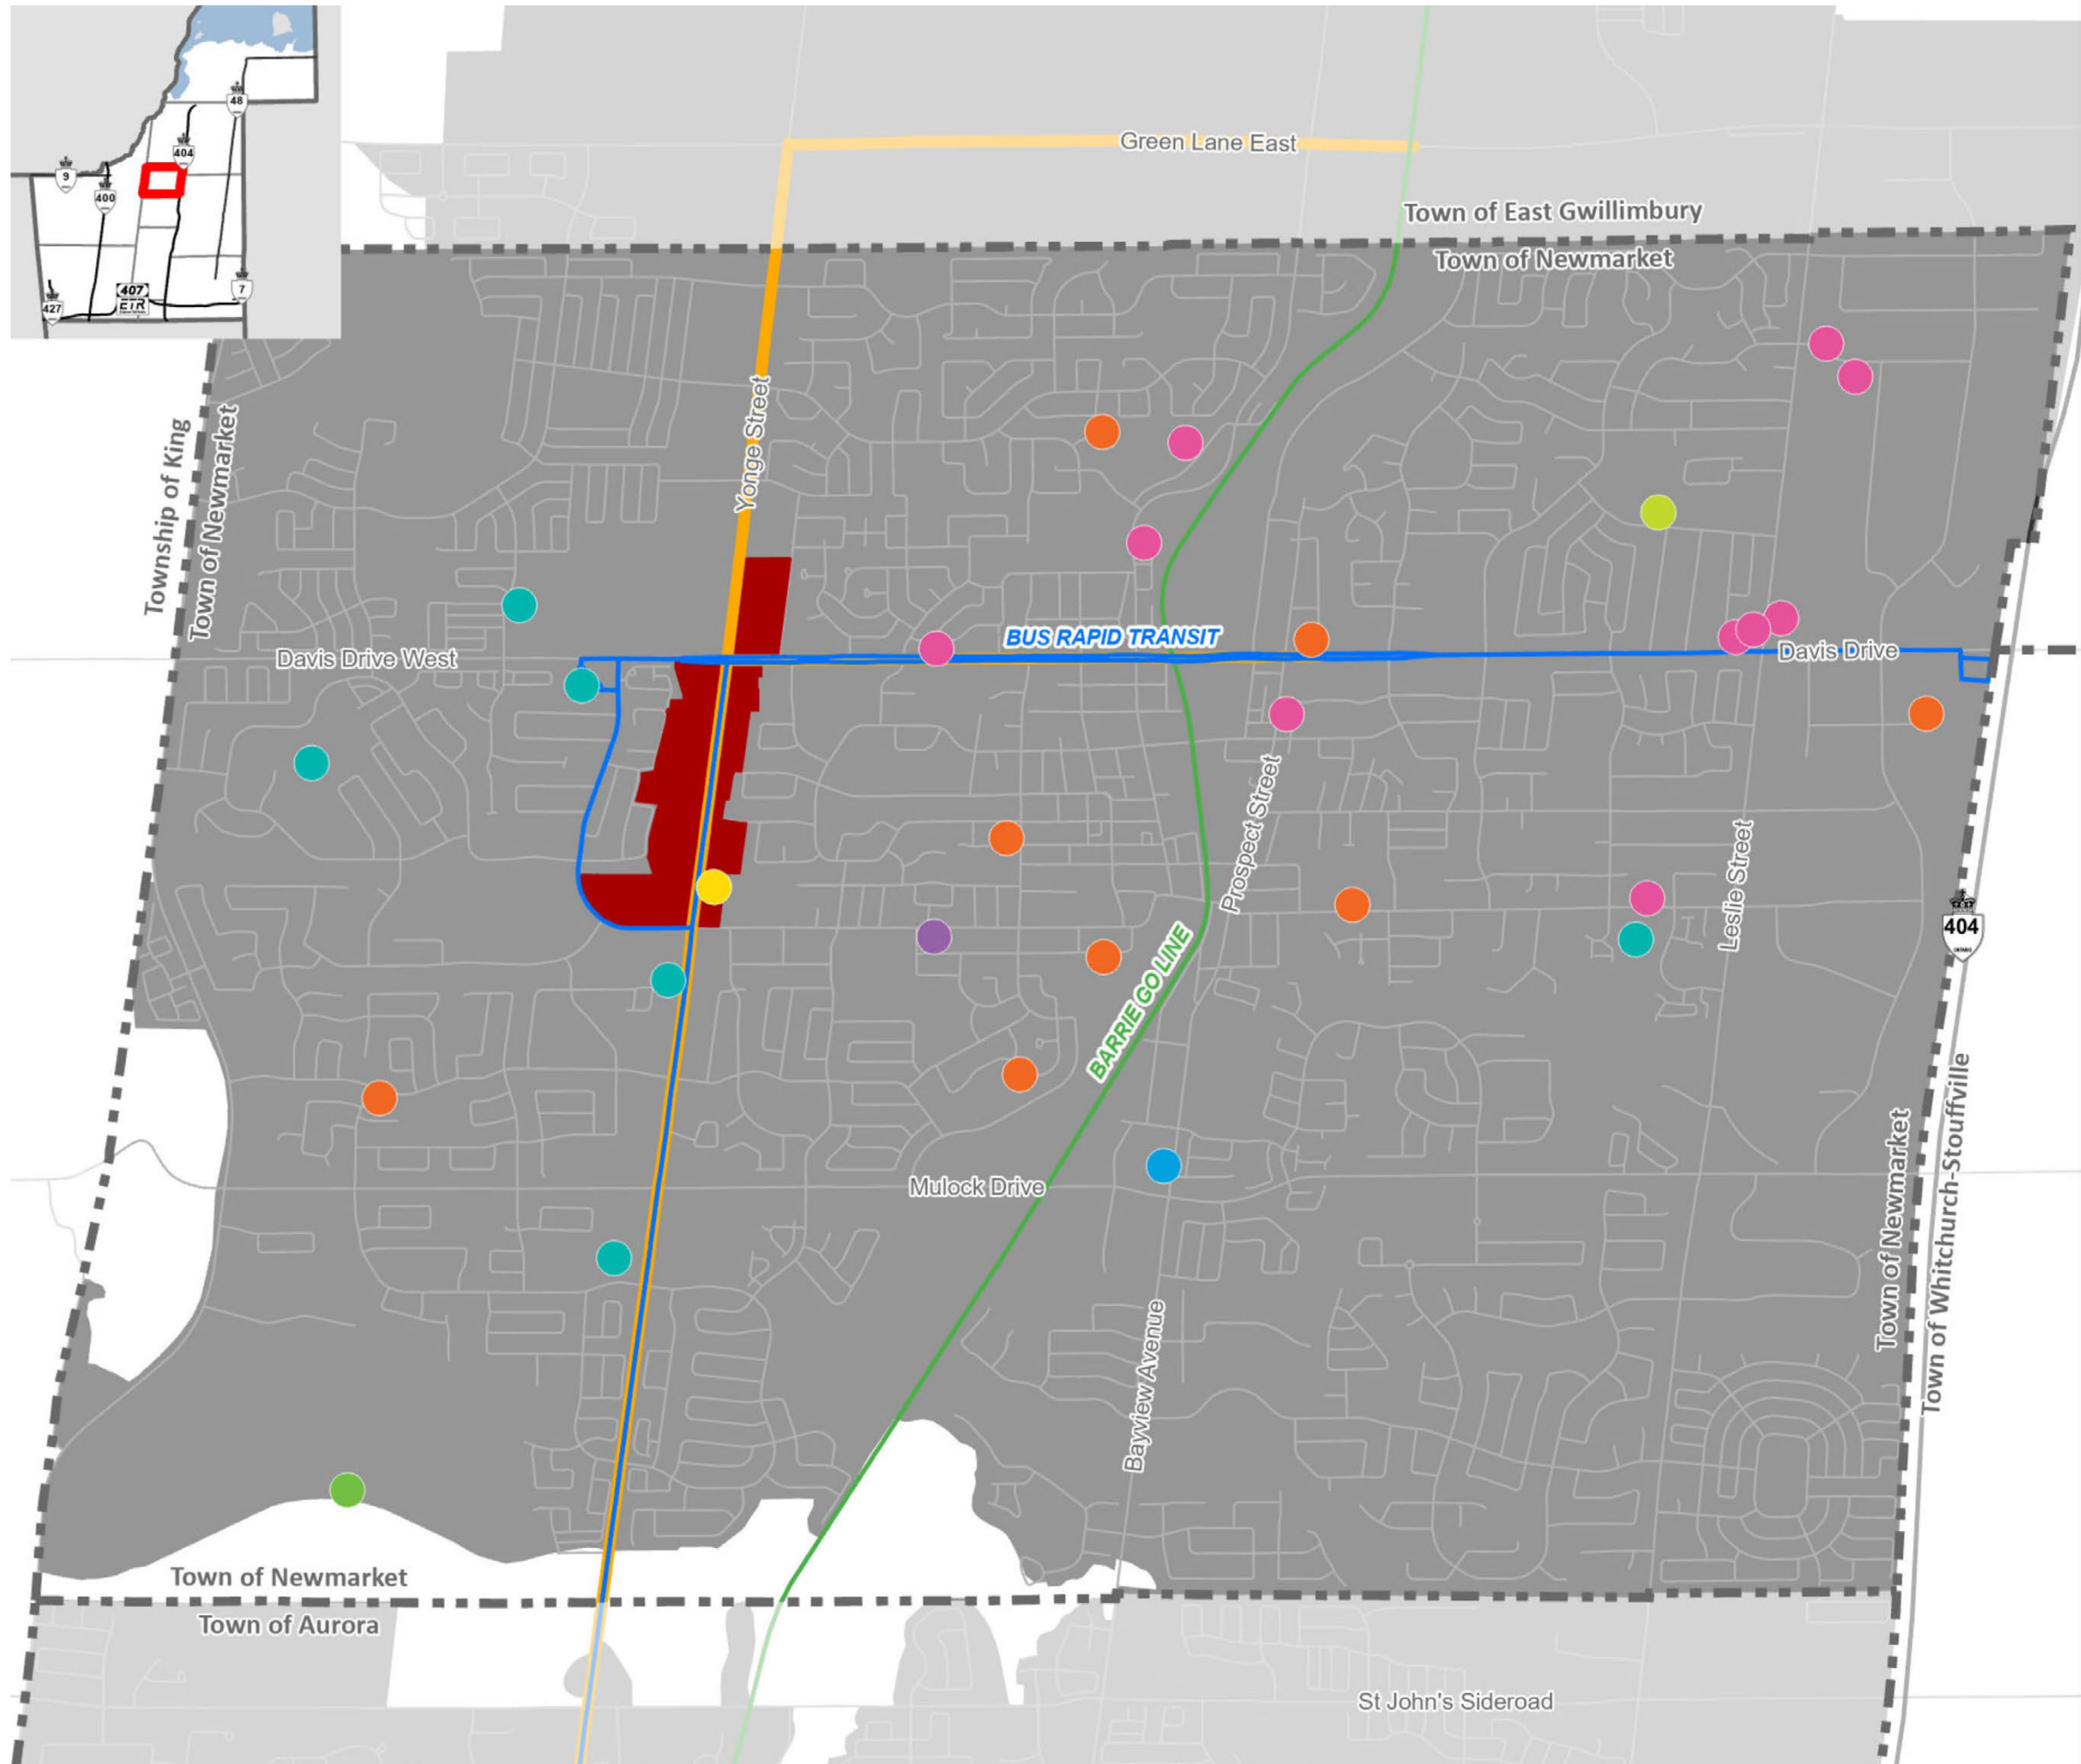 48
404
9
400
407
ETR
7
427
Green Lane East
Town of East Gwillimbury
Town of Newmarket
Township of King
Town of Newmarket
Yonge Street
BUS RAPID TRANSIT
Davis Drive West
Davis Drive
Prospect Street
Leslie Street
404
ONTARIO
BARRIE GO LINE
Mulock Drive
Town of Newmarket
Town of Whitchurch-Stouffville
Bayview Avenue
Town of Newmarket
Town of Aurora
St John's Sideroad